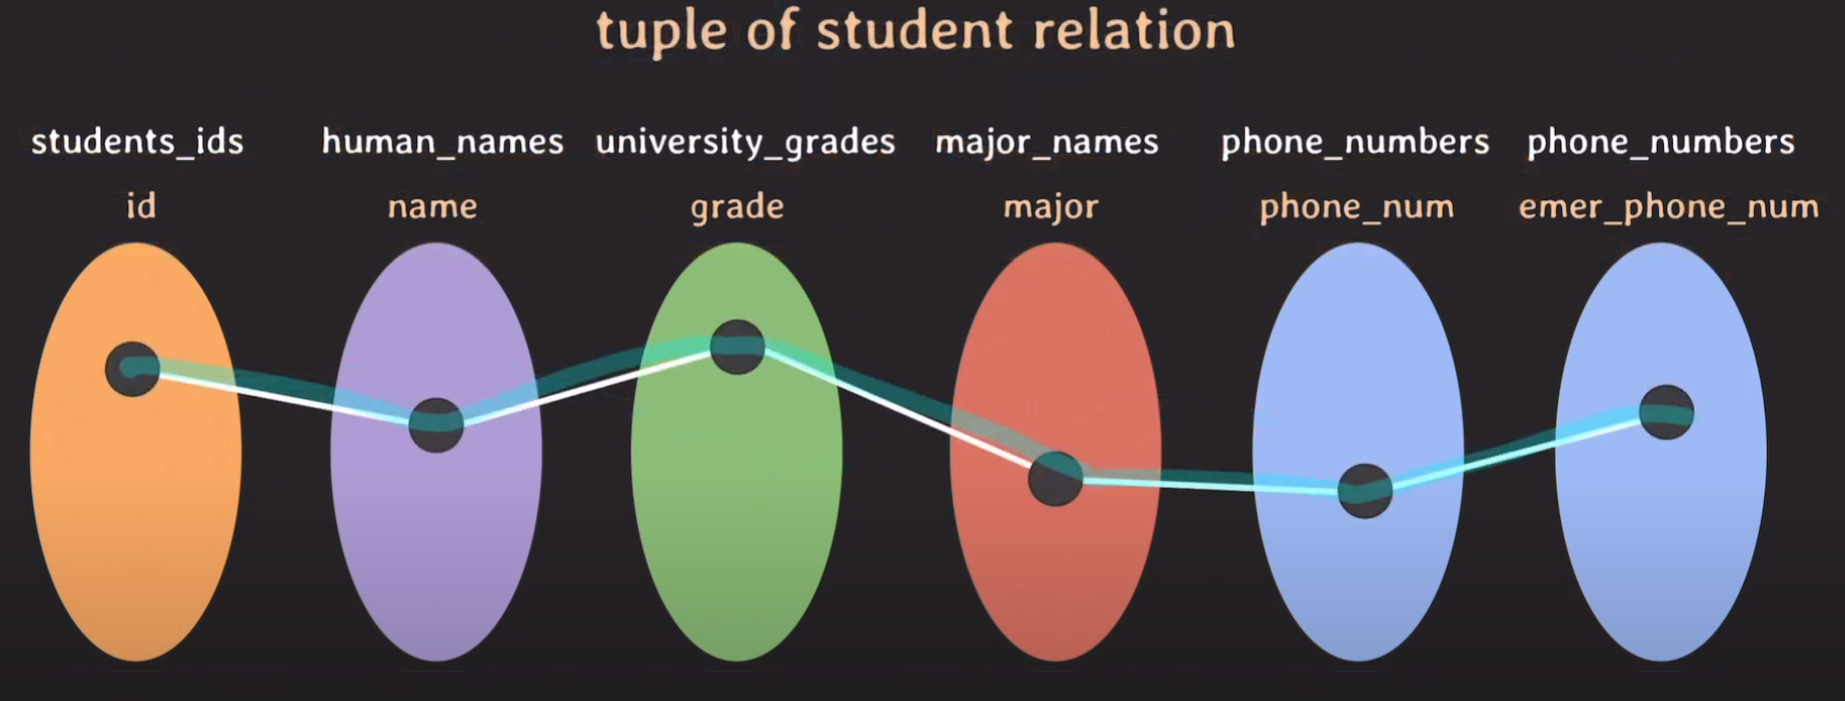 tuple of student relation
students_ids human_names university_grades major_names phone_numbers phone_numbers
id name grade major phone_num emer_phone_num